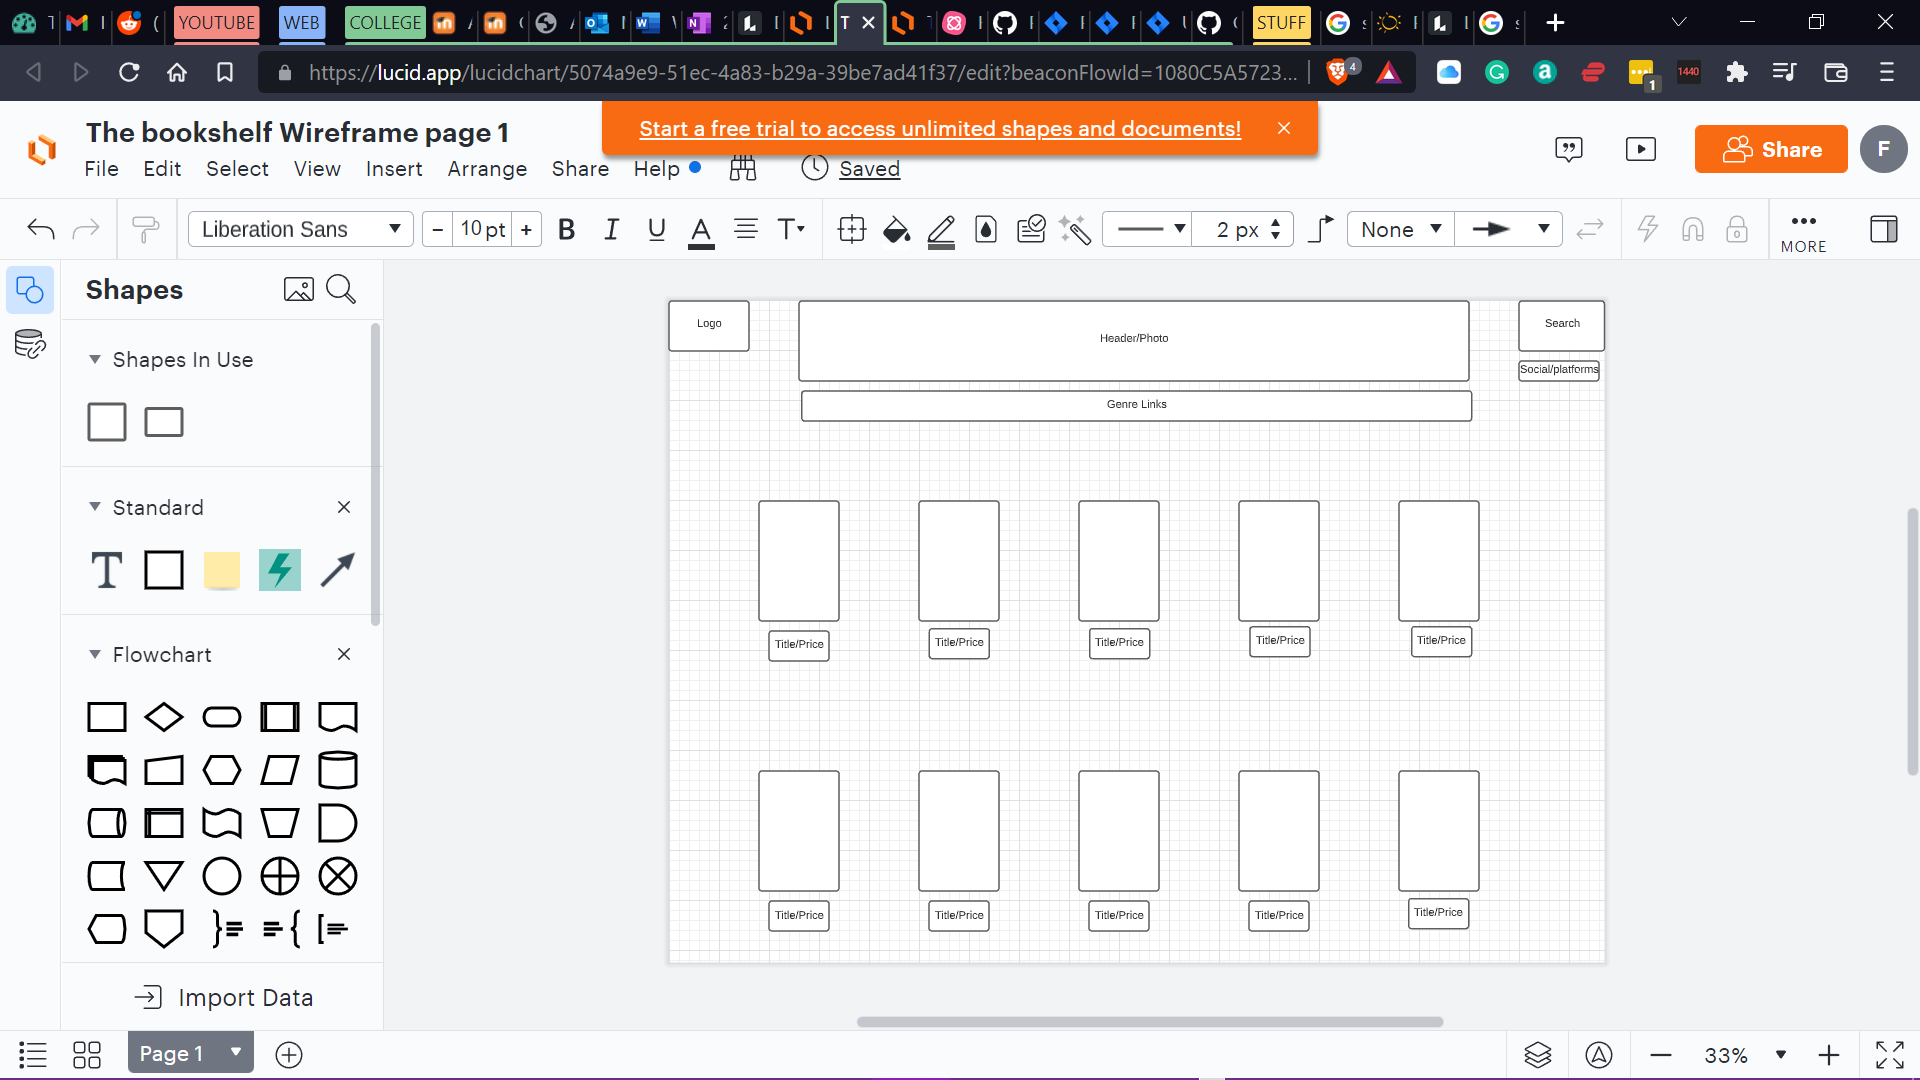 YOUTUBE
WEB
COLLEGE
T
STUFF
https://lucid.app/lucidchart/5074a9e9-51ec-4a83-b29a-39be7ad41f37/edit?beaconFlowId=1080C5A5723...
4
1
1440
The bookshelf Wireframe page 1
Start a free trial to access unlimited shapes and documents!
Share
F
File Edit Select View Insert Arrange Share Help
Saved
Liberation Sans
10 pt
2 px
None
MORE
Shapes
Shapes In Use
Standard
Flowchart
Import Data
Logo
Header/Photo
Search
Social/platforms
Genre Links
Title/Price
Title/Price
Title/Price
Title/Price
Title/Price
Title/Price
Title/Price
Title/Price
Title/Price
Title/Price
Page 1
33%